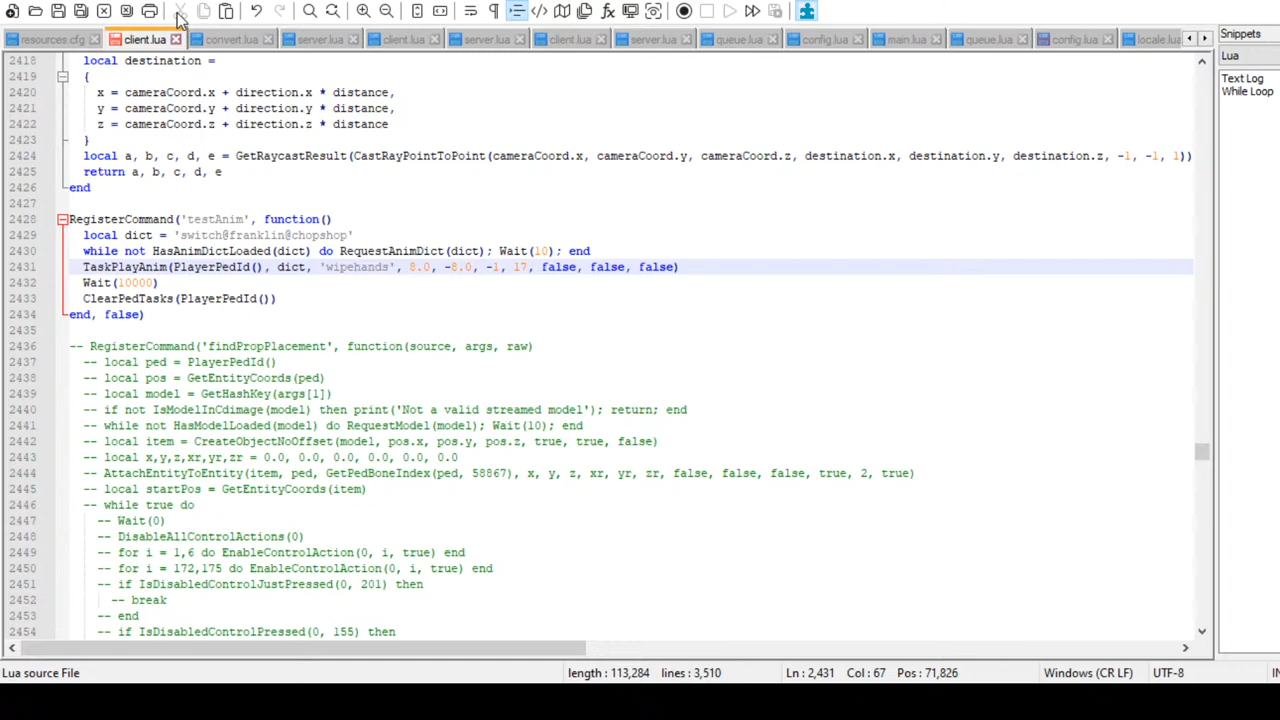 Snippets
resources.cfg client.lua convert.lua server.lua client.lua server.lua client.lua server.lua queue.lua config.lua main.lua queue.lua config.lua locale.lua
Lua
Text Log
While Loop
2418 local destination =
2419 {
2420 x = cameraCoord.x + direction.x * distance,
2421 y = cameraCoord.y + direction.y * distance,
2422 z = cameraCoord.z + direction.z * distance
2423 }
2424 local a, b, c, d, e = GetRaycastResult(CastRayPointToPoint(cameraCoord.x, cameraCoord.y, cameraCoord.z, destination.x, destination.y, destination.z, -1, -1, 1))
2425 return a, b, c, d, e
2426 end
2427
2428 RegisterCommand('testAnim', function()
2429 local dict = 'switch@franklin@chopshop'
2430 while not HasAnimDictLoaded(dict) do RequestAnimDict(dict); Wait(10); end
2431 TaskPlayAnim(PlayerPedId(), dict, 'wipehands', 8.0, -8.0, -1, 17, false, false, false)
2432 Wait(10000)
2433 ClearPedTasks(PlayerPedId())
2434 end, false)
2435
2436 -- RegisterCommand('findPropPlacement', function(source, args, raw)
2437 -- local ped = PlayerPedId()
2438 -- local pos = GetEntityCoords(ped)
2439 -- local model = GetHashKey(args[1])
2440 -- if not IsModelInCdimage(model) then print('Not a valid streamed model'); return; end
2441 -- while not HasModelLoaded(model) do RequestModel(model); Wait(10); end
2442 -- local item = CreateObjectNoOffset(model, pos.x, pos.y, pos.z, true, true, false)
2443 -- local x,y,z,xr,yr,zr = 0.0, 0.0, 0.0, 0.0, 0.0, 0.0
2444 -- AttachEntityToEntity(item, ped, GetPedBoneIndex(ped, 58867), x, y, z, xr, yr, zr, false, false, false, true, 2, true)
2445 -- local startPos = GetEntityCoords(item)
2446 -- while true do
2447 -- Wait(0)
2448 -- DisableAllControlActions(0)
2449 -- for i = 1,6 do EnableControlAction(0, i, true) end
2450 -- for i = 172,175 do EnableControlAction(0, i, true) end
2451 -- if IsDisabledControlJustPressed(0, 201) then
2452 -- break
2453 -- end
2454 -- if IsDisabledControlPressed(0, 155) then
Lua source File length : 113,284 lines : 3,510 Ln : 2,431 Col : 67 Pos : 71,826 Windows (CR LF) UTF-8 IN